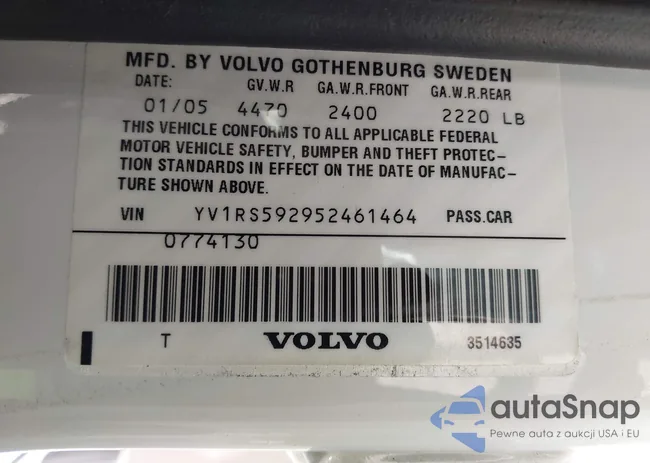 MFD. BY VOLVO GOTHENBURG SWEDEN
DATE: GV.W.R GA.W.R.FRONT GA.W.R.REAR
01/05 4470 2400 2220 LB
THIS VEHICLE CONFORMS TO ALL APPLICABLE FEDERAL
MOTOR VEHICLE SAFETY, BUMPER AND THEFT PROTEC-
TION STANDARDS IN EFFECT ON THE DATE OF MANUFAC-
TURE SHOWN ABOVE.
VIN YV1RS592952461464 PASS.CAR
0774130
T VOLVO 3514635
autaSnap
Pewne auta z aukcji USA i EU